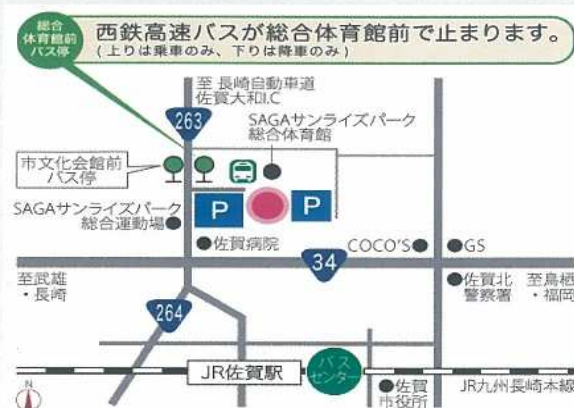 総合
体育館前
バス停
西鉄高速バスが総合体育館前で止まります。
(上りは乗車のみ、下りは降車のみ)
至 長崎自動車道
佐賀大和I.C
263
SAGAサンライズパーク
総合体育館
市文化会館前
バス停
P
P
SAGAサンライズパーク
総合運動場
佐賀病院
COCO'S
GS
34
至武雄
・長崎
佐賀北
警察署
至鳥栖
・福岡
264
JR佐賀駅
バス
センター
佐賀
市役所
JR九州長崎本線
N